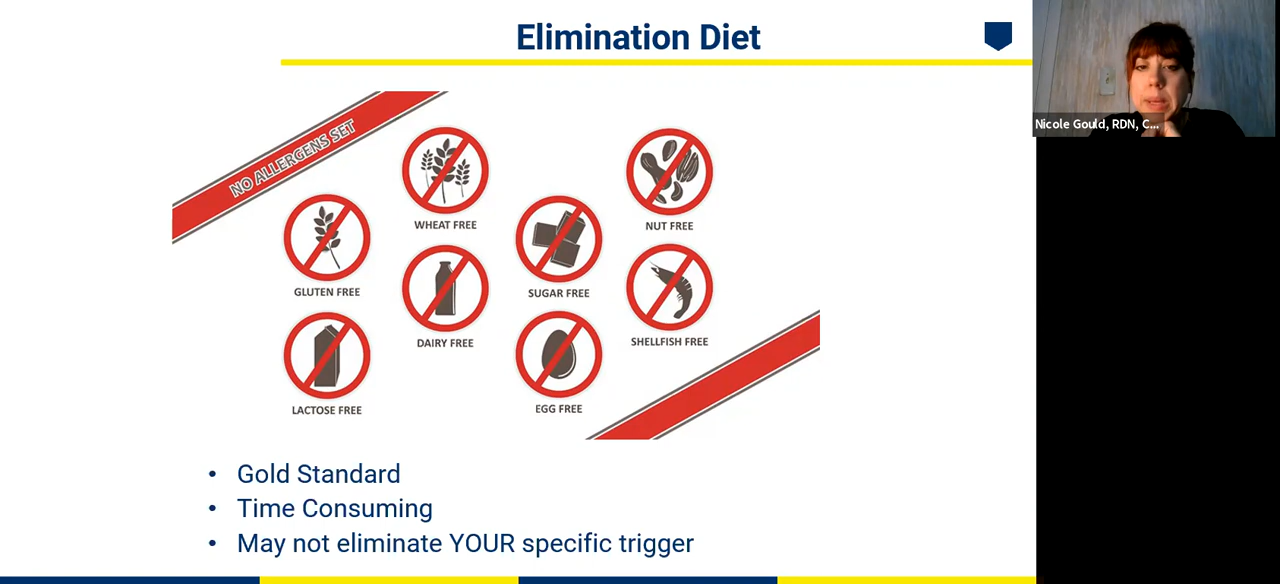 Elimination Diet
Nicole Gould, RDN, C...
NO ALLERGENS SET
WHEAT FREE
NUT FREE
GLUTEN FREE
SUGAR FREE
DAIRY FREE
SHELLFISH FREE
LACTOSE FREE
EGG FREE
• Gold Standard
• Time Consuming
• May not eliminate YOUR specific trigger